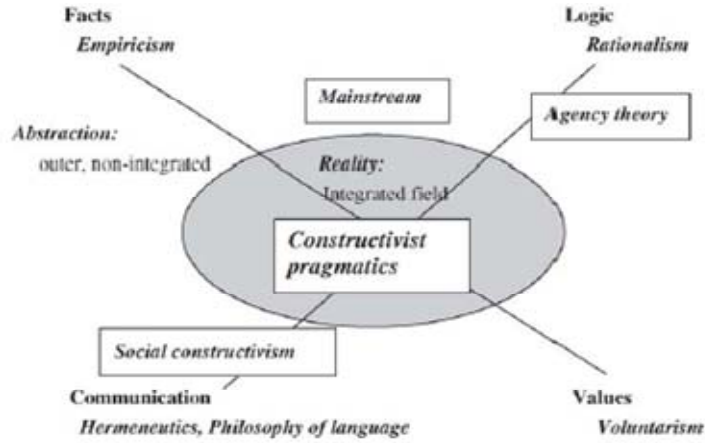 Facts
Empiricism
Logic
Rationalism
Mainstream
Agency theory
Abstraction:
outer, non-integrated
Reality:
Integrated field
Constructivist
pragmatics
Social constructivism
Communication
Hermeneutics, Philosophy of language
Values
Voluntarism